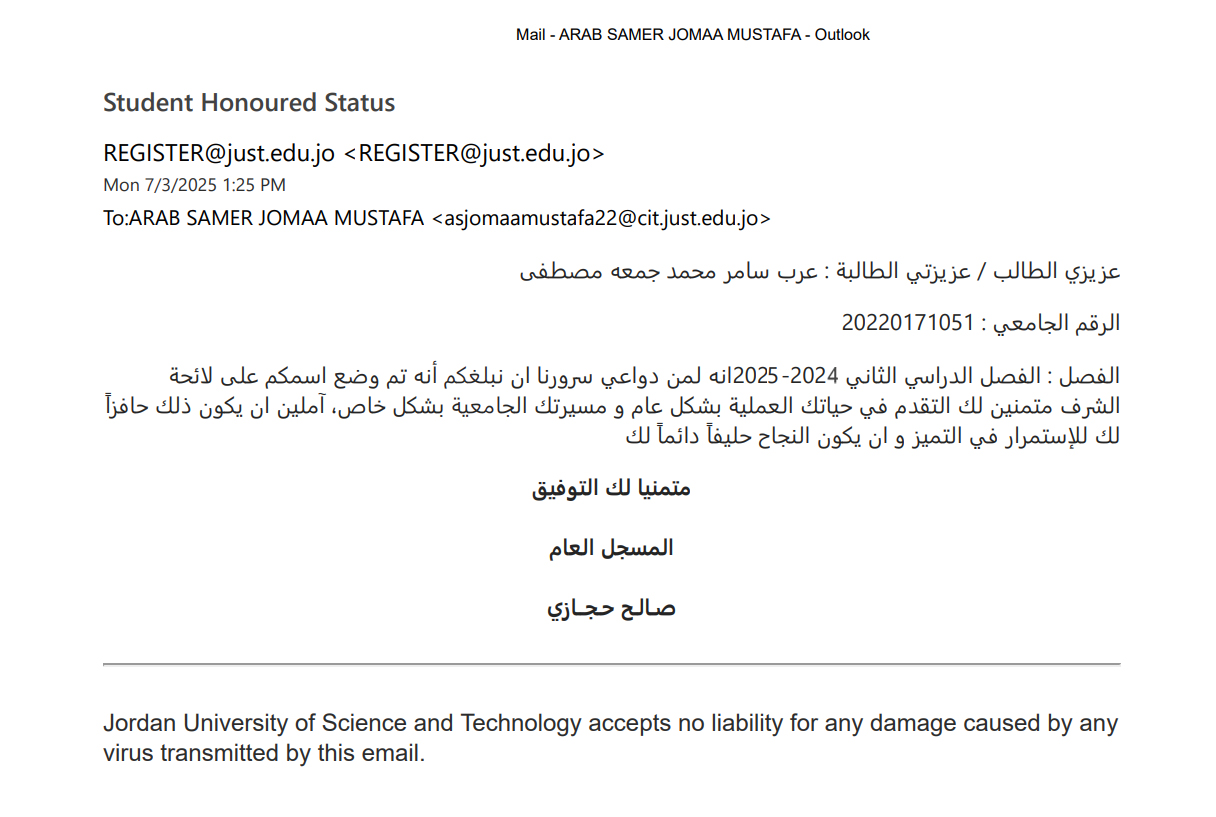 Mail - ARAB SAMER JOMAA MUSTAFA - Outlook
Student Honoured Status
REGISTER@just.edu.jo <REGISTER@just.edu.jo>
Mon 7/3/2025 1:25 PM
To:ARAB SAMER JOMAA MUSTAFA <asjomaamustafa22@cit.just.edu.jo>
عزيزي الطالب / عزيزتي الطالبة : عرب سامر محمد جمعه مصطفى
الرقم الجامعي : 20220171051
الفصل : الفصل الدراسي الثاني 2024-2025انه لمن دواعي سرورنا ان نبلغكم أنه تم وضع اسمكم على لائحة
الشرف متمنين لك التقدم في حياتك العملية بشكل عام و مسيرتك الجامعية بشكل خاص، آملين ان يكون ذلك حافزاً
لك للإستمرار في التميز و ان يكون النجاح حليفاً دائماً لك
متمنيا لك التوفيق
المسجل العام
صـالـح حـجـازي
Jordan University of Science and Technology accepts no liability for any damage caused by any
virus transmitted by this email.